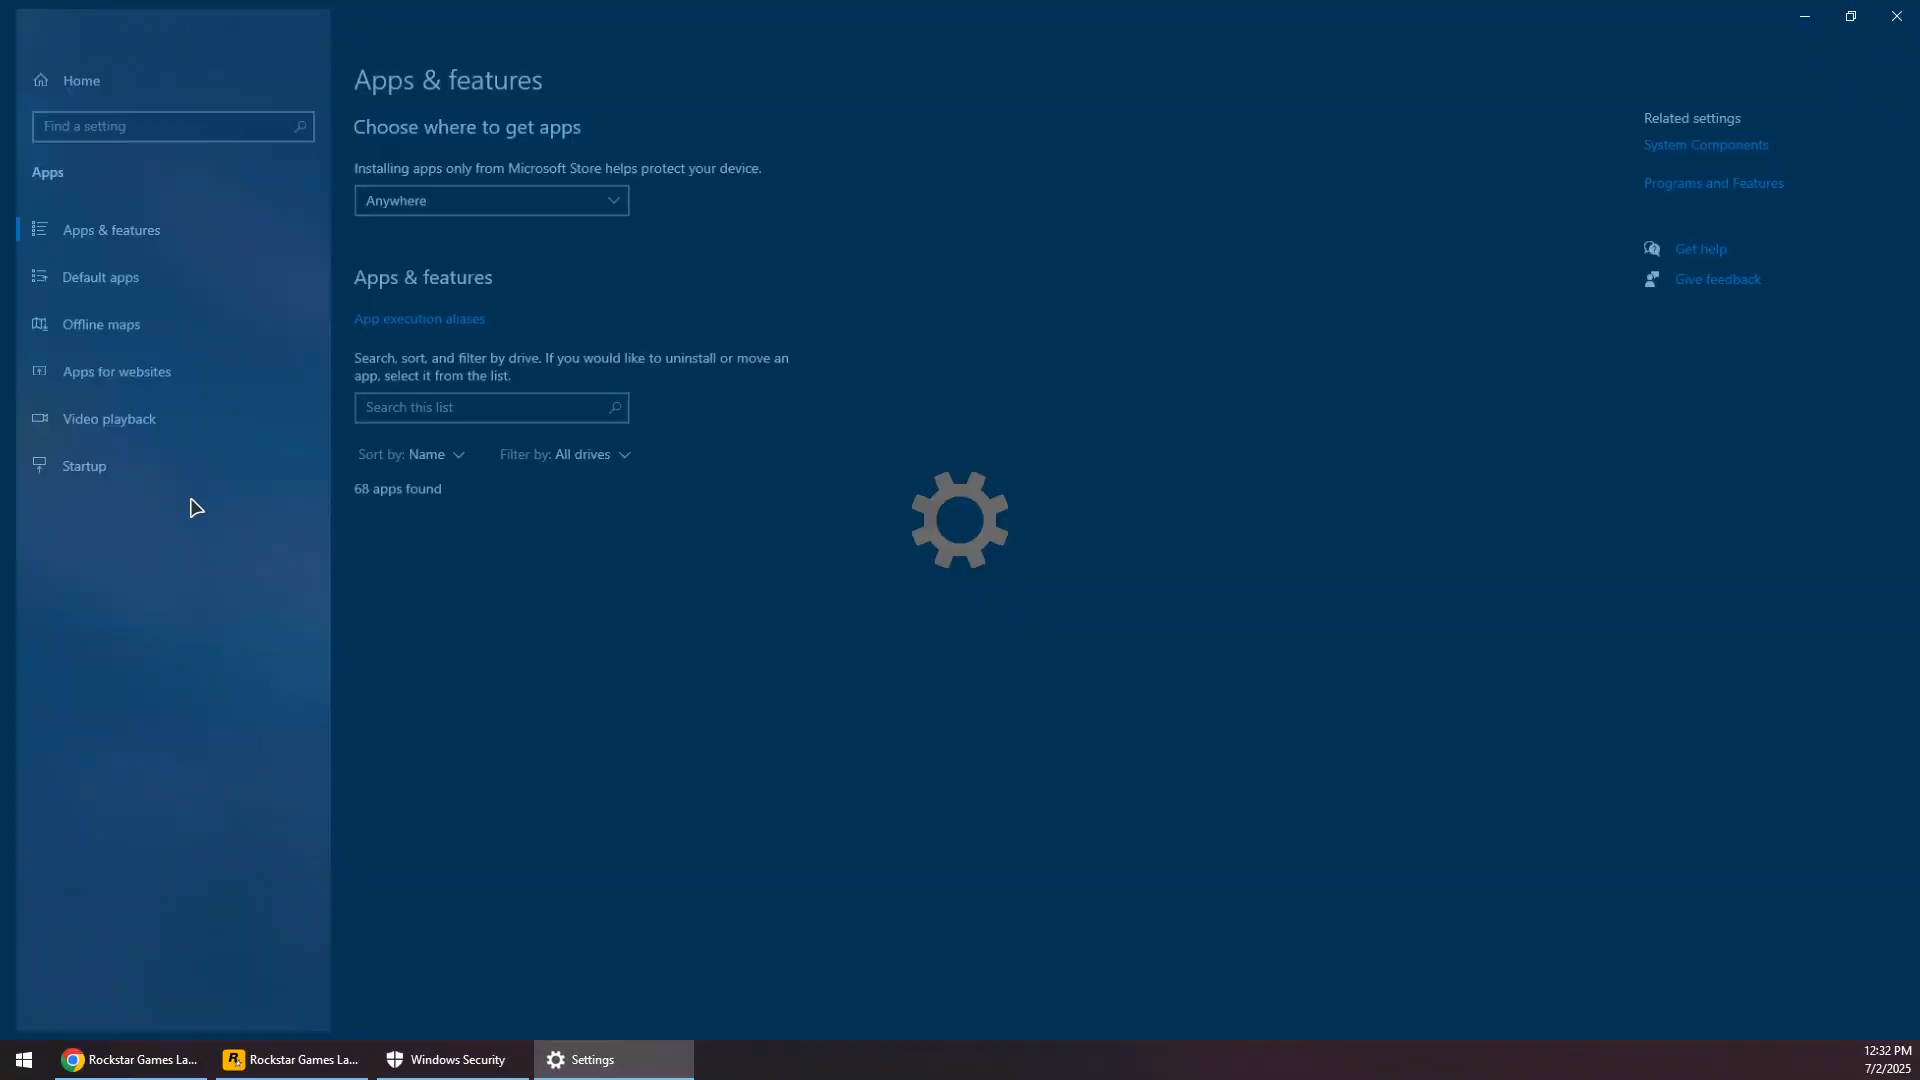 Home
Find a setting
Apps
Apps & features
Default apps
Offline maps
Apps for websites
Video playback
Startup
Apps & features
Choose where to get apps
Installing apps only from Microsoft Store helps protect your device.
Anywhere
Apps & features
App execution aliases
Search, sort, and filter by drive. If you would like to uninstall or move an
app, select it from the list.
Search this list
Sort by: Name
Filter by: All drives
68 apps found
Related settings
System Components
Programs and Features
Get help
Give feedback
Rockstar Games La...
Rockstar Games La...
Windows Security
Settings
12:32 PM
7/2/2025